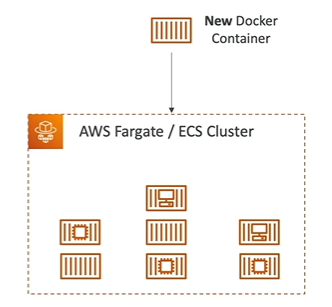 New Docker
Container
AWS Fargate / ECS Cluster